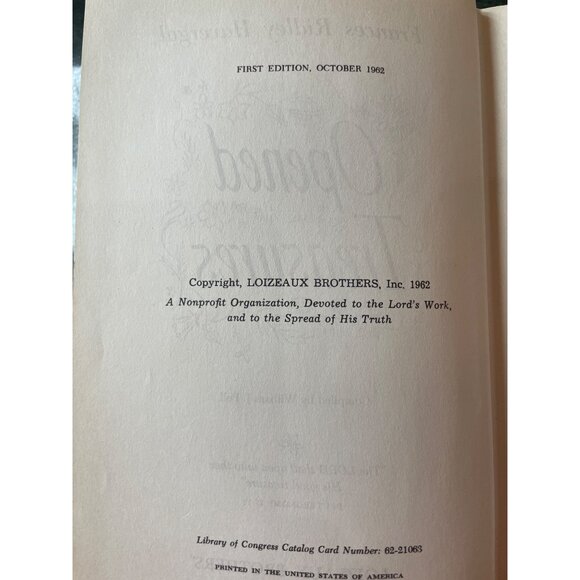 FIRST EDITION, OCTOBER 1962
Copyright, LOIZEAUX BROTHERS, Inc. 1962
A Nonprofit Organization, Devoted to the Lord's Work,
and to the Spread of His Truth
Library of Congress Catalog Card Number: 62-21063
PRINTED IN THE UNITED STATES OF AMERICA